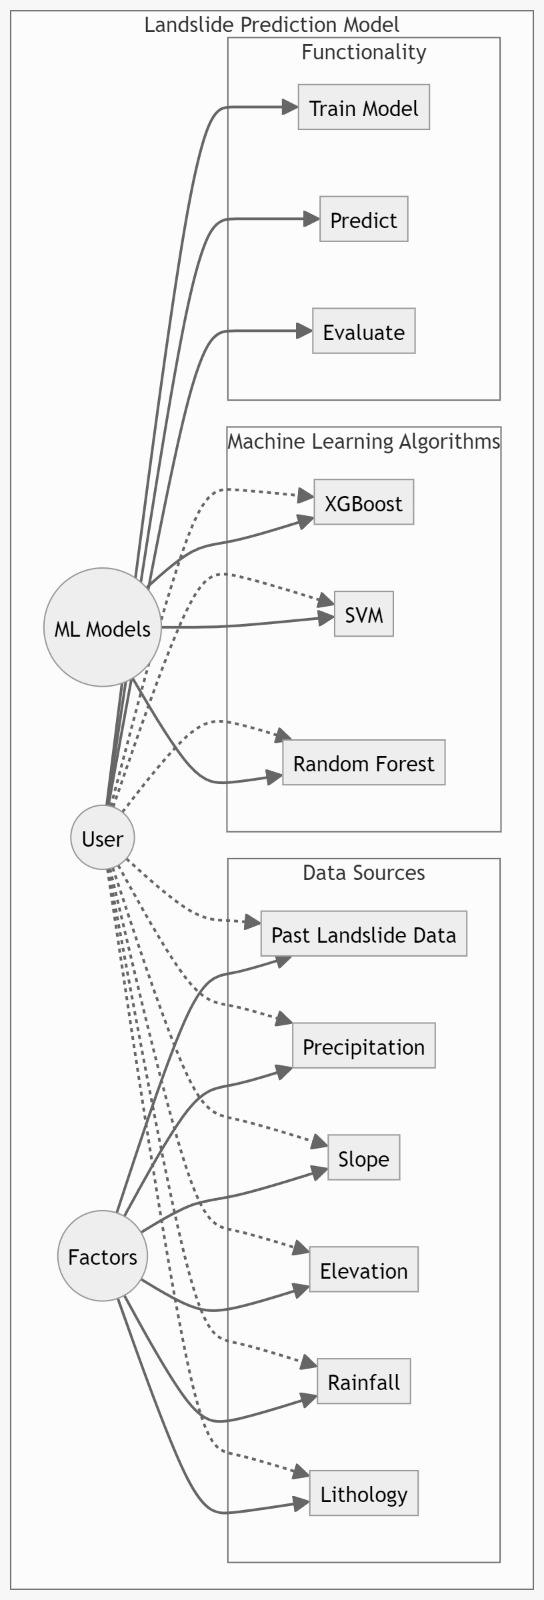 Landslide Prediction Model
Functionality
Train Model
Predict
Evaluate
Machine Learning Algorithms
XGBoost
SVM
ML Models
Random Forest
User
Data Sources
Past Landslide Data
Precipitation
Slope
Factors
Elevation
Rainfall
Lithology